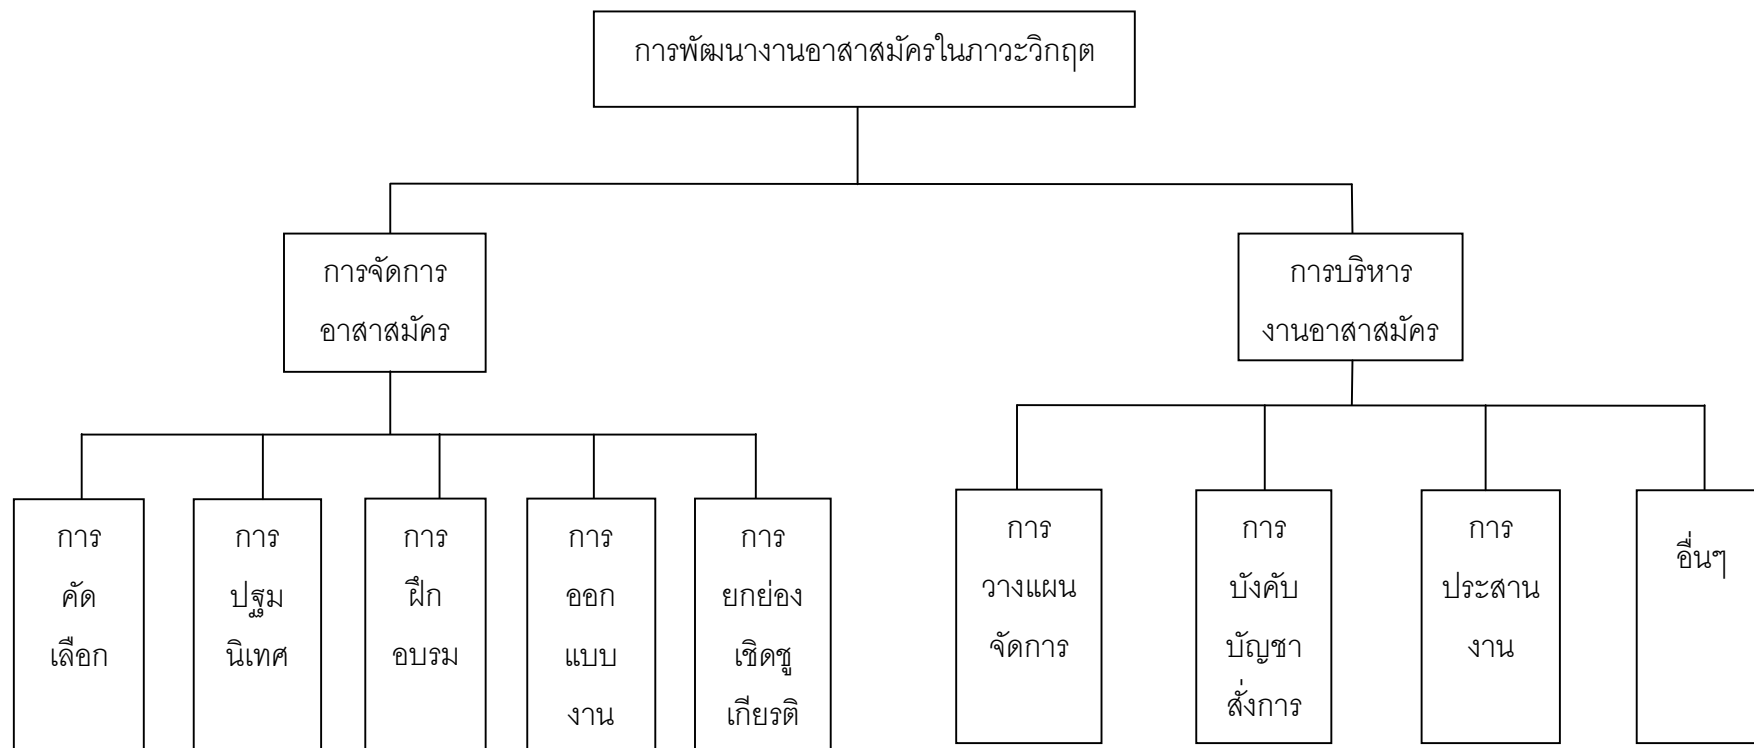 การพัฒนางานอาสาสมัครในภาวะวิกฤต
การจัดการ
อาสาสมัคร
การบริหาร
งานอาสาสมัคร
การ
คัด
เลือก
การ
ปฐม
นิเทศ
การ
ฝึก
อบรม
การ
ออก
แบบ
งาน
การ
ยกย่อง
เชิดชู
เกียรติ
การ
วางแผน
จัดการ
การ
บังคับ
บัญชา
สั่งการ
การ
ประสาน
งาน
อื่นๆ